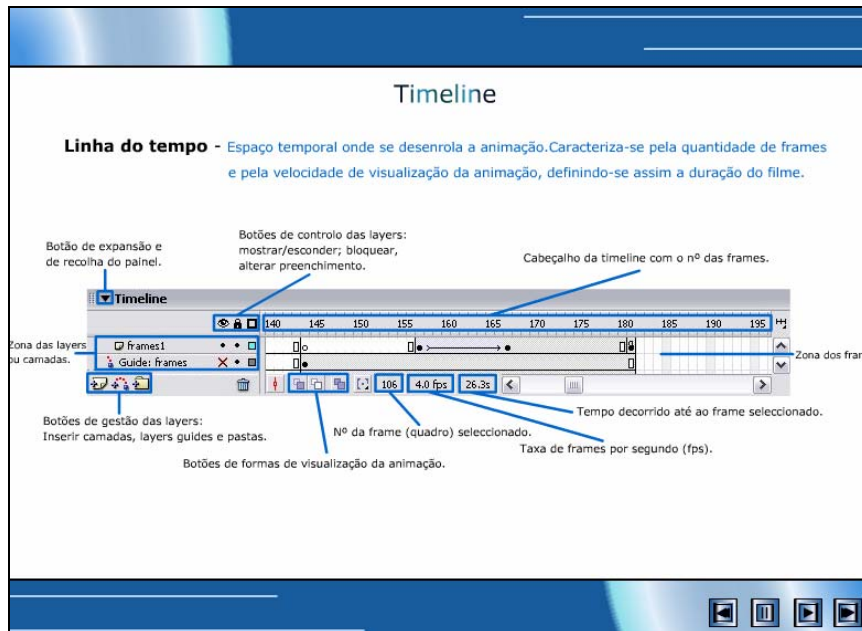 Timeline
Linha do tempo - Espaço temporal onde se desenrola a animação.Caracteriza-se pela quantidade de frames
e pela velocidade de visualização da animação, definindo-se assim a duração do filme.
Botões de controlo das layers:
mostrar/esconder; bloquear,
alterar preenchimento.
Botão de expansão e
de recolha do painel.
Cabeçalho da timeline com o nº das frames.
Timeline
140 145 150 155 160 165 170 175 180 185 190 195
Zona das layers
ou camadas.
frames1
Guide: frames
Zona dos fram
106 4.0 fps 26.3s
Botões de gestão das layers:
Inserir camadas, layers guides e pastas.
Tempo decorrido até ao frame seleccionado.
Nº da frame (quadro) seleccionado.
Taxa de frames por segundo (fps).
Botões de formas de visualização da animação.